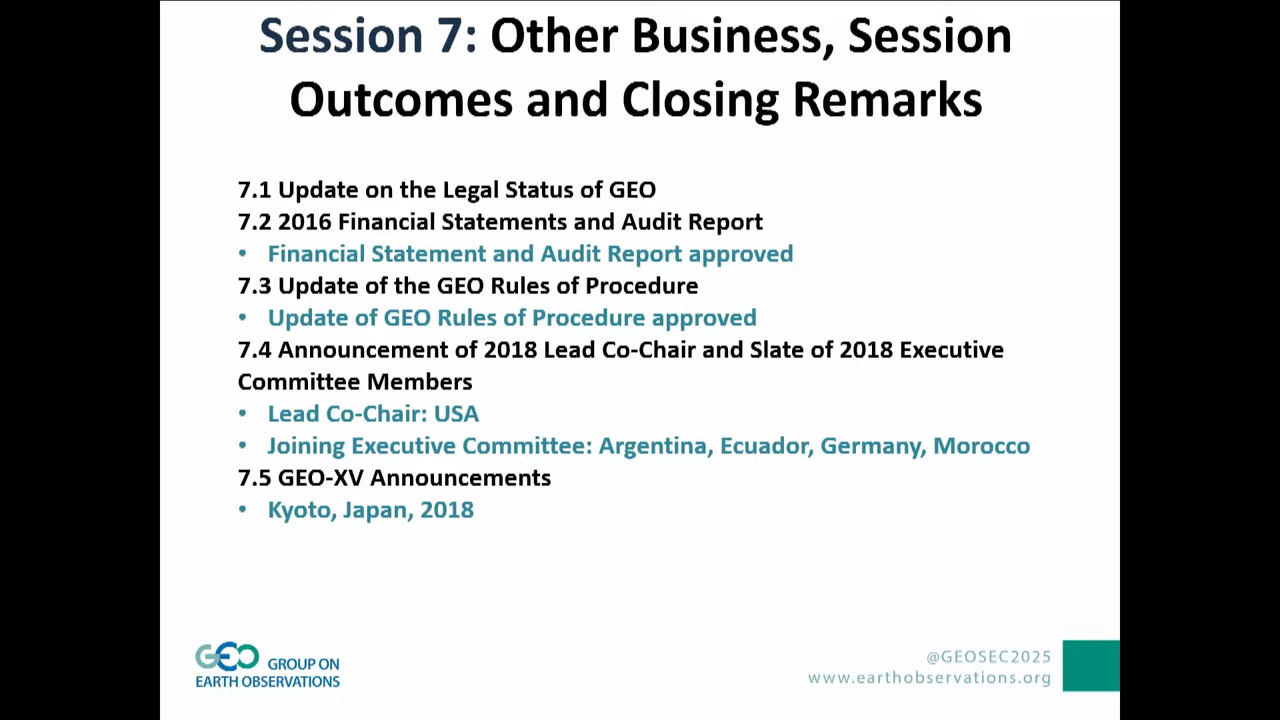 Session 7: Other Business, Session
Outcomes and Closing Remarks
7.1 Update on the Legal Status of GEO
7.2 2016 Financial Statements and Audit Report
• Financial Statement and Audit Report approved
7.3 Update of the GEO Rules of Procedure
• Update of GEO Rules of Procedure approved
7.4 Announcement of 2018 Lead Co-Chair and Slate of 2018 Executive
Committee Members
• Lead Co-Chair: USA
• Joining Executive Committee: Argentina, Ecuador, Germany, Morocco
7.5 GEO-XV Announcements
• Kyoto, Japan, 2018
GEO GROUP ON
EARTH OBSERVATIONS
@GEOSEC2025
www.earthobservations.org